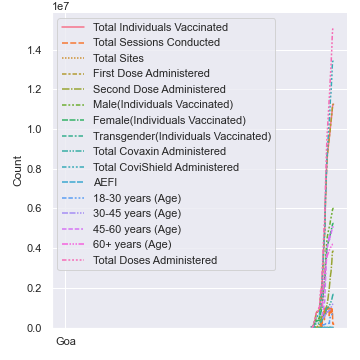 1e7
Total Individuals Vaccinated
Total Sessions Conducted
Total Sites
First Dose Administered
Second Dose Administered
Male(Individuals Vaccinated)
Female(Individuals Vaccinated)
Transgender(Individuals Vaccinated)
Total Covaxin Administered
Total CoviShield Administered
AEFI
18-30 years (Age)
30-45 years (Age)
45-60 years (Age)
60+ years (Age)
Total Doses Administered
1.4
1.2
1.0
0.8
0.6
0.4
0.2
0.0
Count
Goa